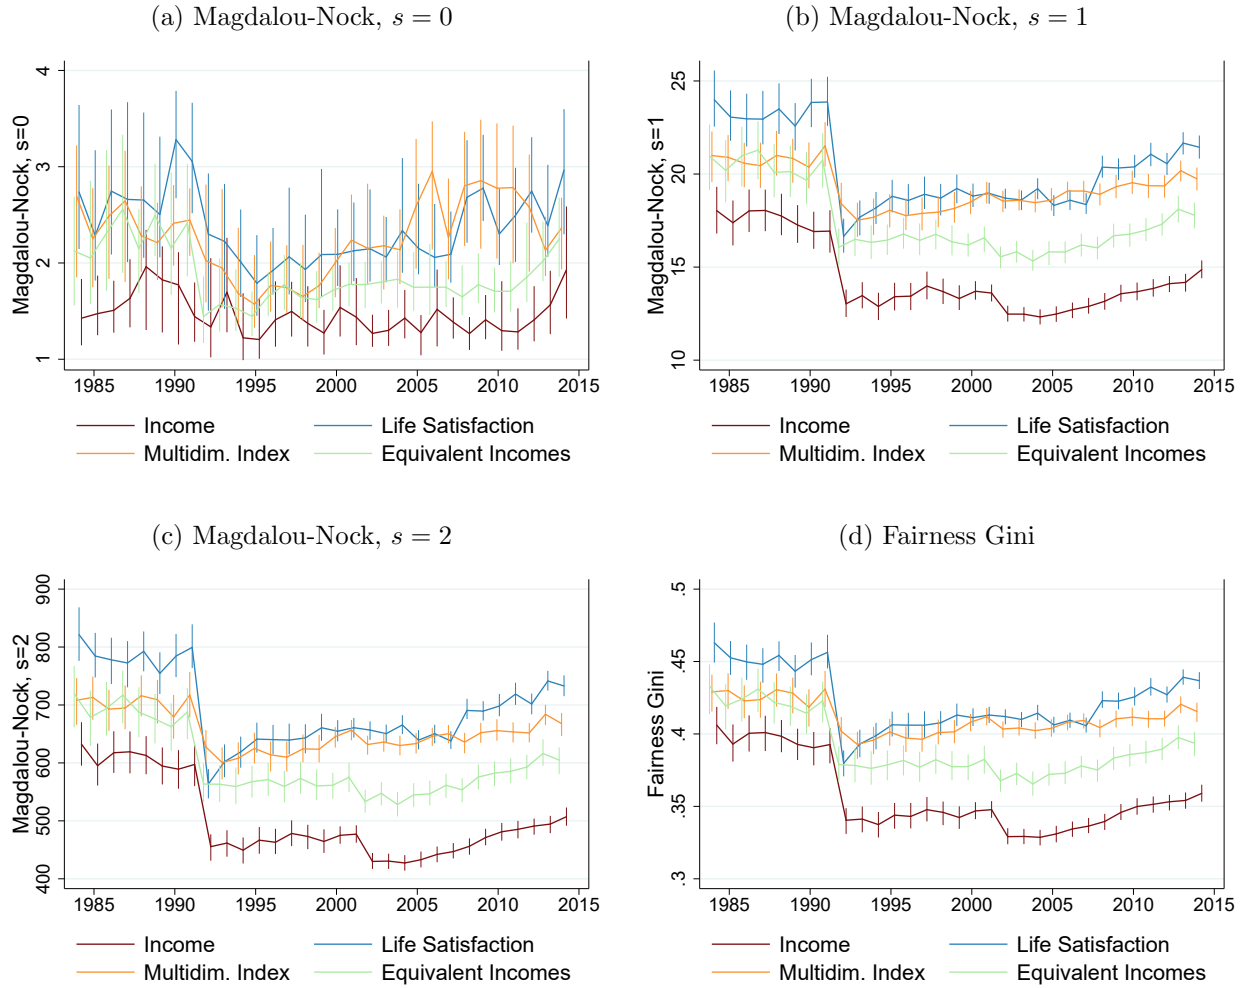 (a) Magdalou-Nock, s = 0
Magdalou-Nock, s=0
4
3
2
1
1985 1990 1995 2000 2005 2010 2015
Income Life Satisfaction
Multidim. Index Equivalent Incomes
(b) Magdalou-Nock, s = 1
Magdalou-Nock, s=1
25
20
15
10
1985 1990 1995 2000 2005 2010 2015
Income Life Satisfaction
Multidim. Index Equivalent Incomes
(c) Magdalou-Nock, s = 2
Magdalou-Nock, s=2
900
800
700
600
500
400
1985 1990 1995 2000 2005 2010 2015
Income Life Satisfaction
Multidim. Index Equivalent Incomes
(d) Fairness Gini
Fairness Gini
.5
.45
.4
.35
.3
1985 1990 1995 2000 2005 2010 2015
Income Life Satisfaction
Multidim. Index Equivalent Incomes